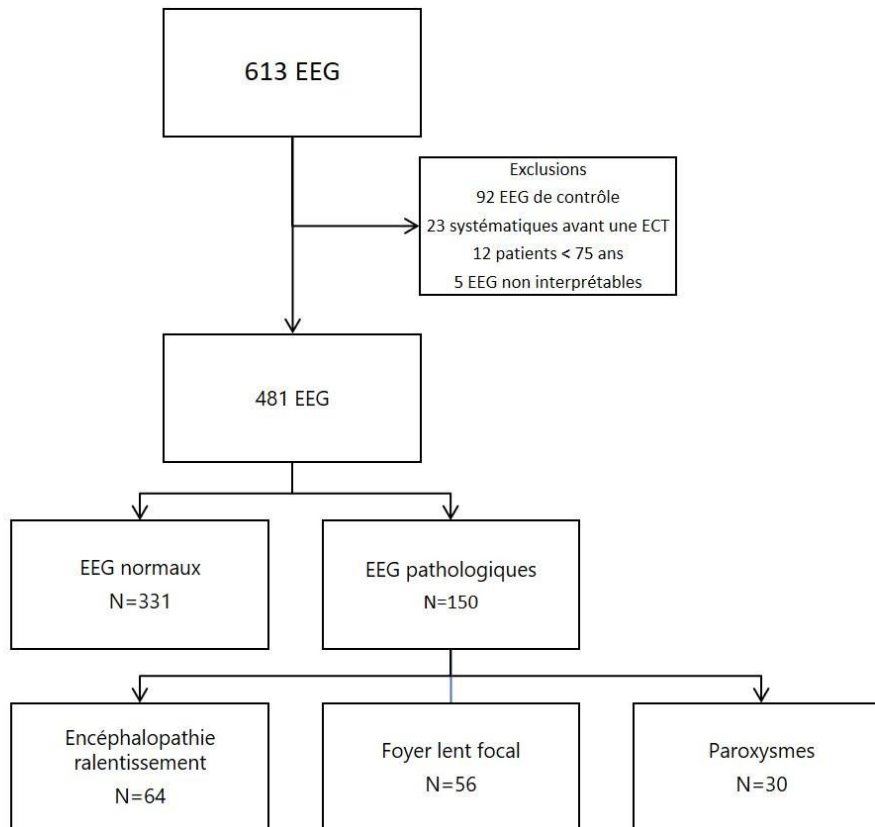 613 EEG
Exclusions
92 EEG de contrôle
23 systématiques avant une ECT
12 patients < 75 ans
5 EEG non interprétables
481 EEG
EEG normaux
N=331
EEG pathologiques
N=150
Encéphalopathie
ralentissement
N=64
Foyer lent focal
N=56
Paroxysmes
N=30